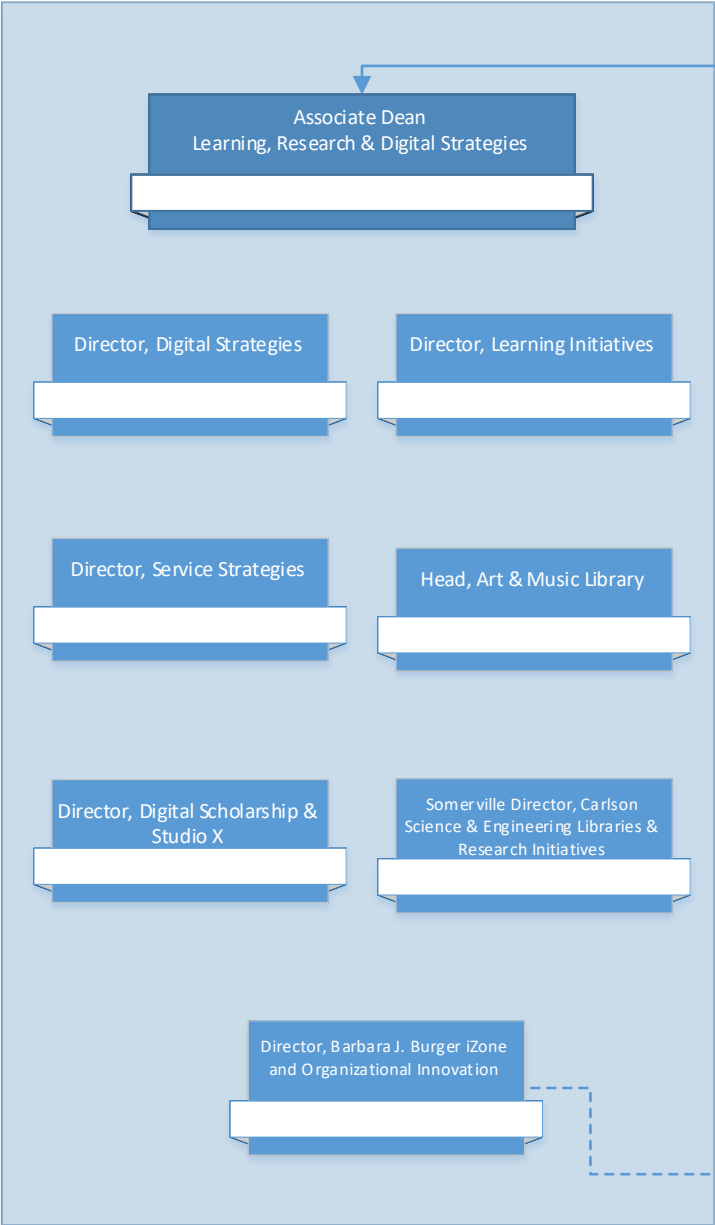 Associate Dean
Learning, Research & Digital Strategies
Director, Digital Strategies
Director, Learning Initiatives
Director, Service Strategies
Head, Art & Music Library
Director, Digital Scholarship &
Studio X
Somerville Director, Carlson
Science & Engineering Libraries &
Research Initiatives
Director, Barbara J. Burger iZone
and Organizational Innovation